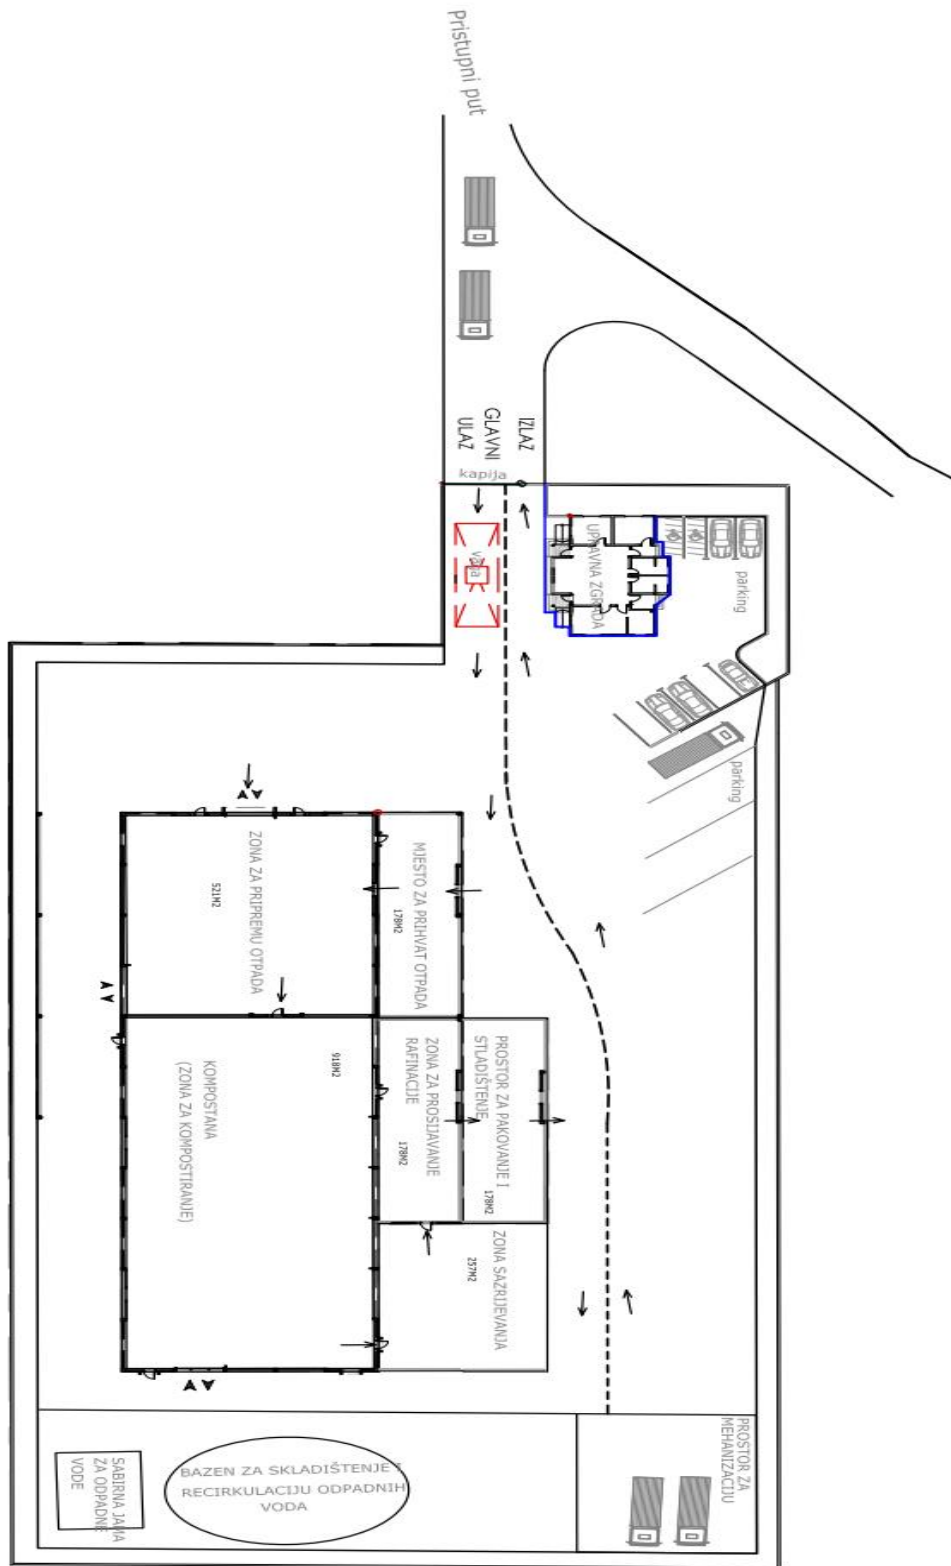 Pristupni put
IZLAZ
GLAVNI
ULAZ
kapija
vaga
UPRAVNA ZGRADA
parking
parking
ZONA ZA PRIPREMU OTPADA
521M2
MJESTO ZA PRIHVAT OTPADA
178M2
KOMPOSTANA
(ZONA ZA KOMPOSTIRANJE)
918M2
ZONA ZA PROSIJAVANJE
RAFINACIJE
178M2
PROSTOR ZA PAKOVANJE I
STLADIŠTENJE
178M2
ZONA SAZRIJEVANJA
257M2
PROSTOR ZA
MEHANIZACIJU
SABIRNA JAMA
ZA ODPADNE
VODE
BAZEN ZA SKLADIŠTENJE I
RECIRKULACIJU ODPADNIH
VODA